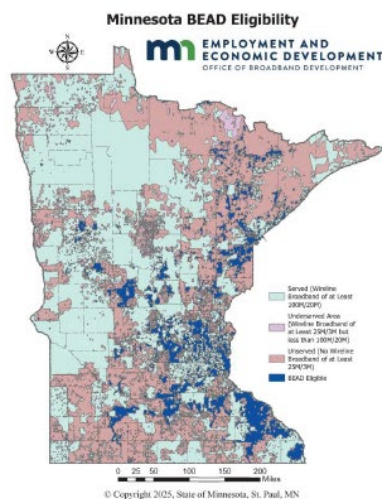 Minnesota BEAD Eligibility
N
W
E
S
mn EMPLOYMENT AND
ECONOMIC DEVELOPMENT
OFFICE OF BROADBAND DEVELOPMENT
Served (Wireline
Broadband of at Least
100M/20M)
Underserved Area
(Wireline Broadband of
at Least 25M/3M but
less than 100M/20M)
Unserved (No Wireline
Broadband of at Least
25M/3M)
BEAD Eligible
0 25 50 100 150 200
Miles
© Copyright 2025, State of Minnesota, St. Paul, MN